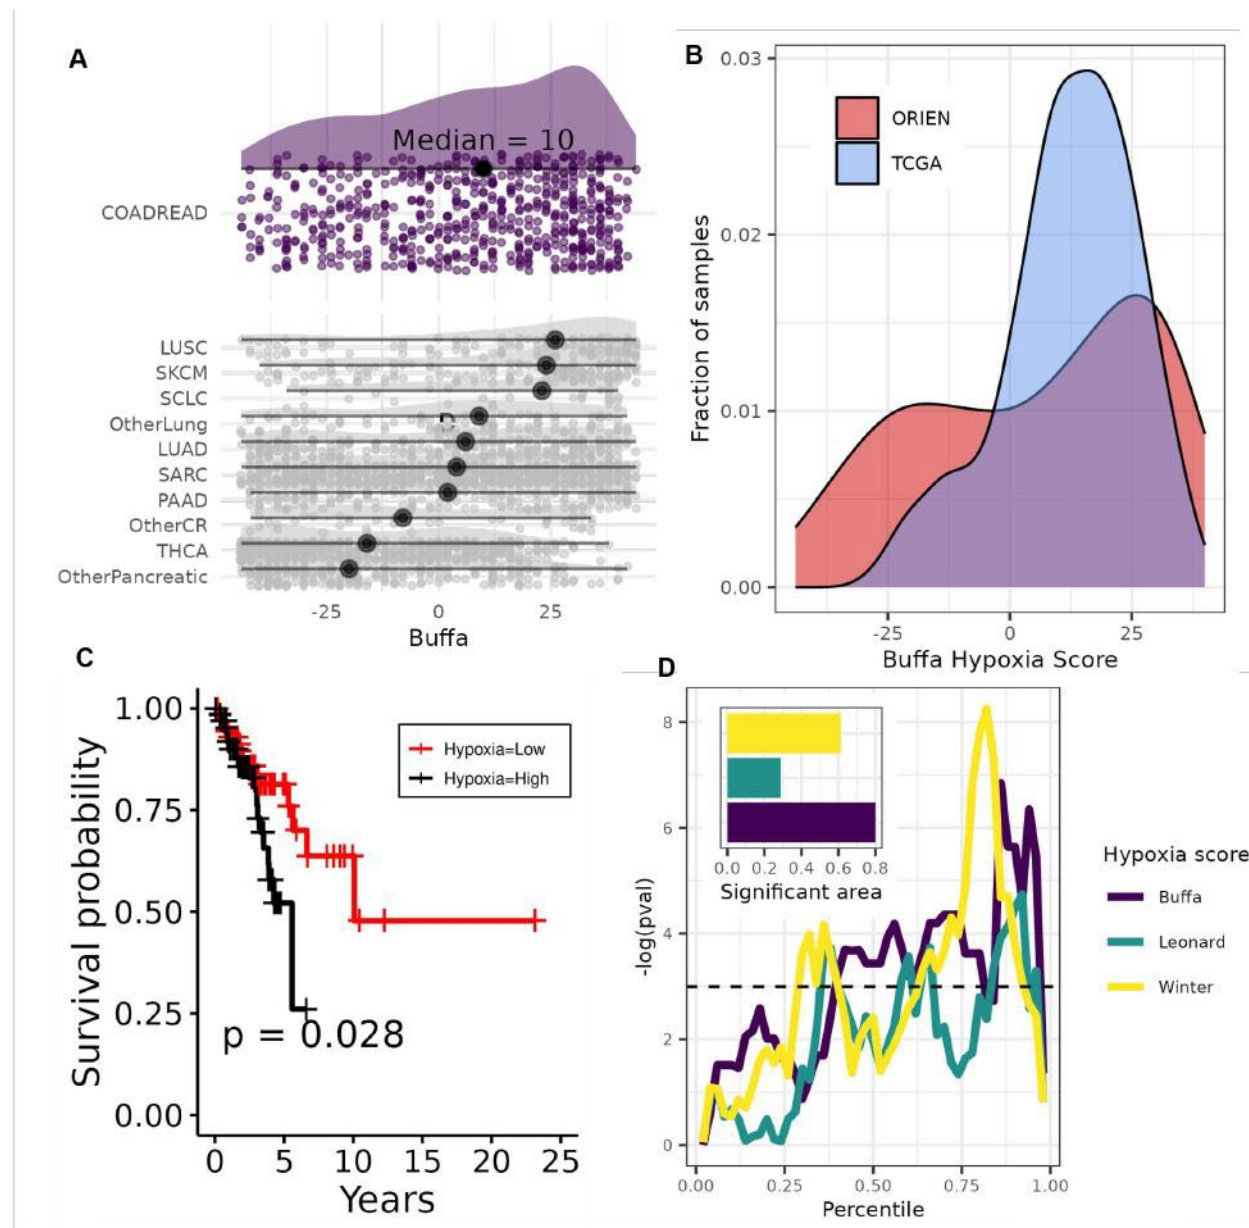 A
Median = 10
COADREAD
LUSC
SKCM
SCLC
OtherLung
LUAD
SARC
PAAD
OtherCR
THCA
OtherPancreatic
-25 0 25
Buffa
B
0.03
0.02
0.01
0.00
Fraction of samples
ORIEN
TCGA
-25 0 25
Buffa Hypoxia Score
C
1.00
0.75
0.50
0.25
0.00
Survival probability
Hypoxia=Low
Hypoxia=High
p = 0.028
0 5 10 15 20 25
Years
D
8
6
4
2
0
-log(pval)
0.0 0.2 0.4 0.6 0.8
Significant area
0.00 0.25 0.50 0.75 1.00
Percentile
Hypoxia score
Buffa
Leonard
Winter